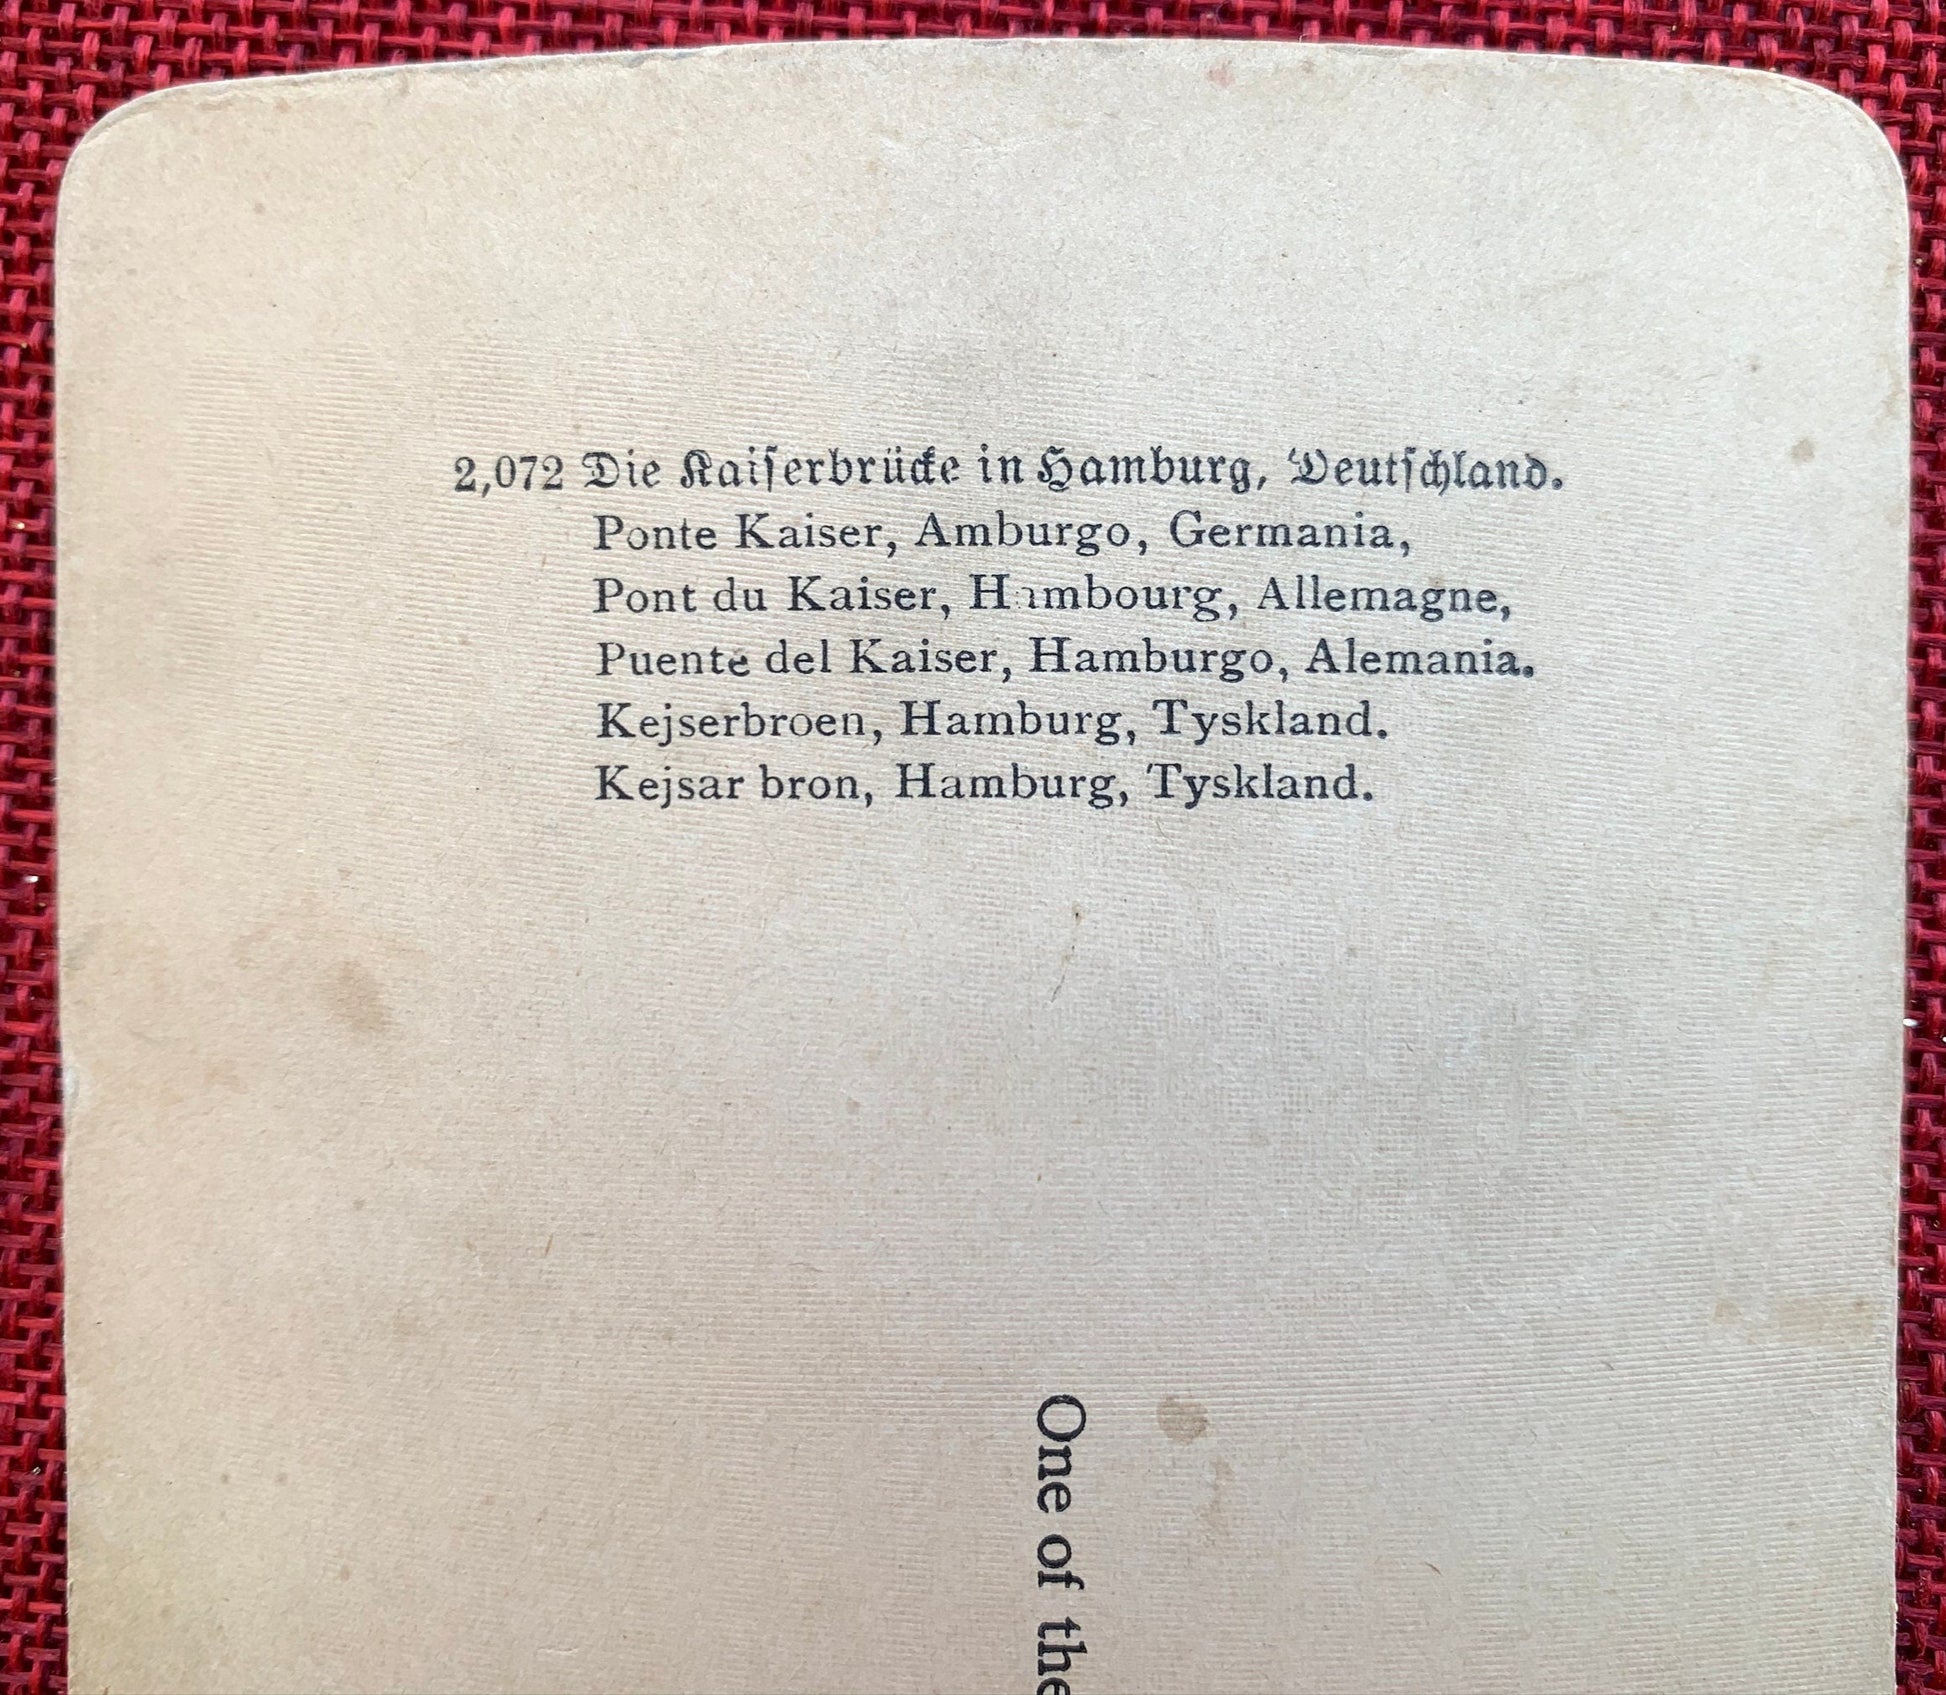 2,072 Die Kaiserbrücke in Hamburg, Deutschland.
Ponte Kaiser, Amburgo, Germania,
Pont du Kaiser, Hambourg, Allemagne,
Puente del Kaiser, Hamburgo, Alemania.
Kejserbroen, Hamburg, Tyskland.
Kejsar bron, Hamburg, Tyskland.
One of the